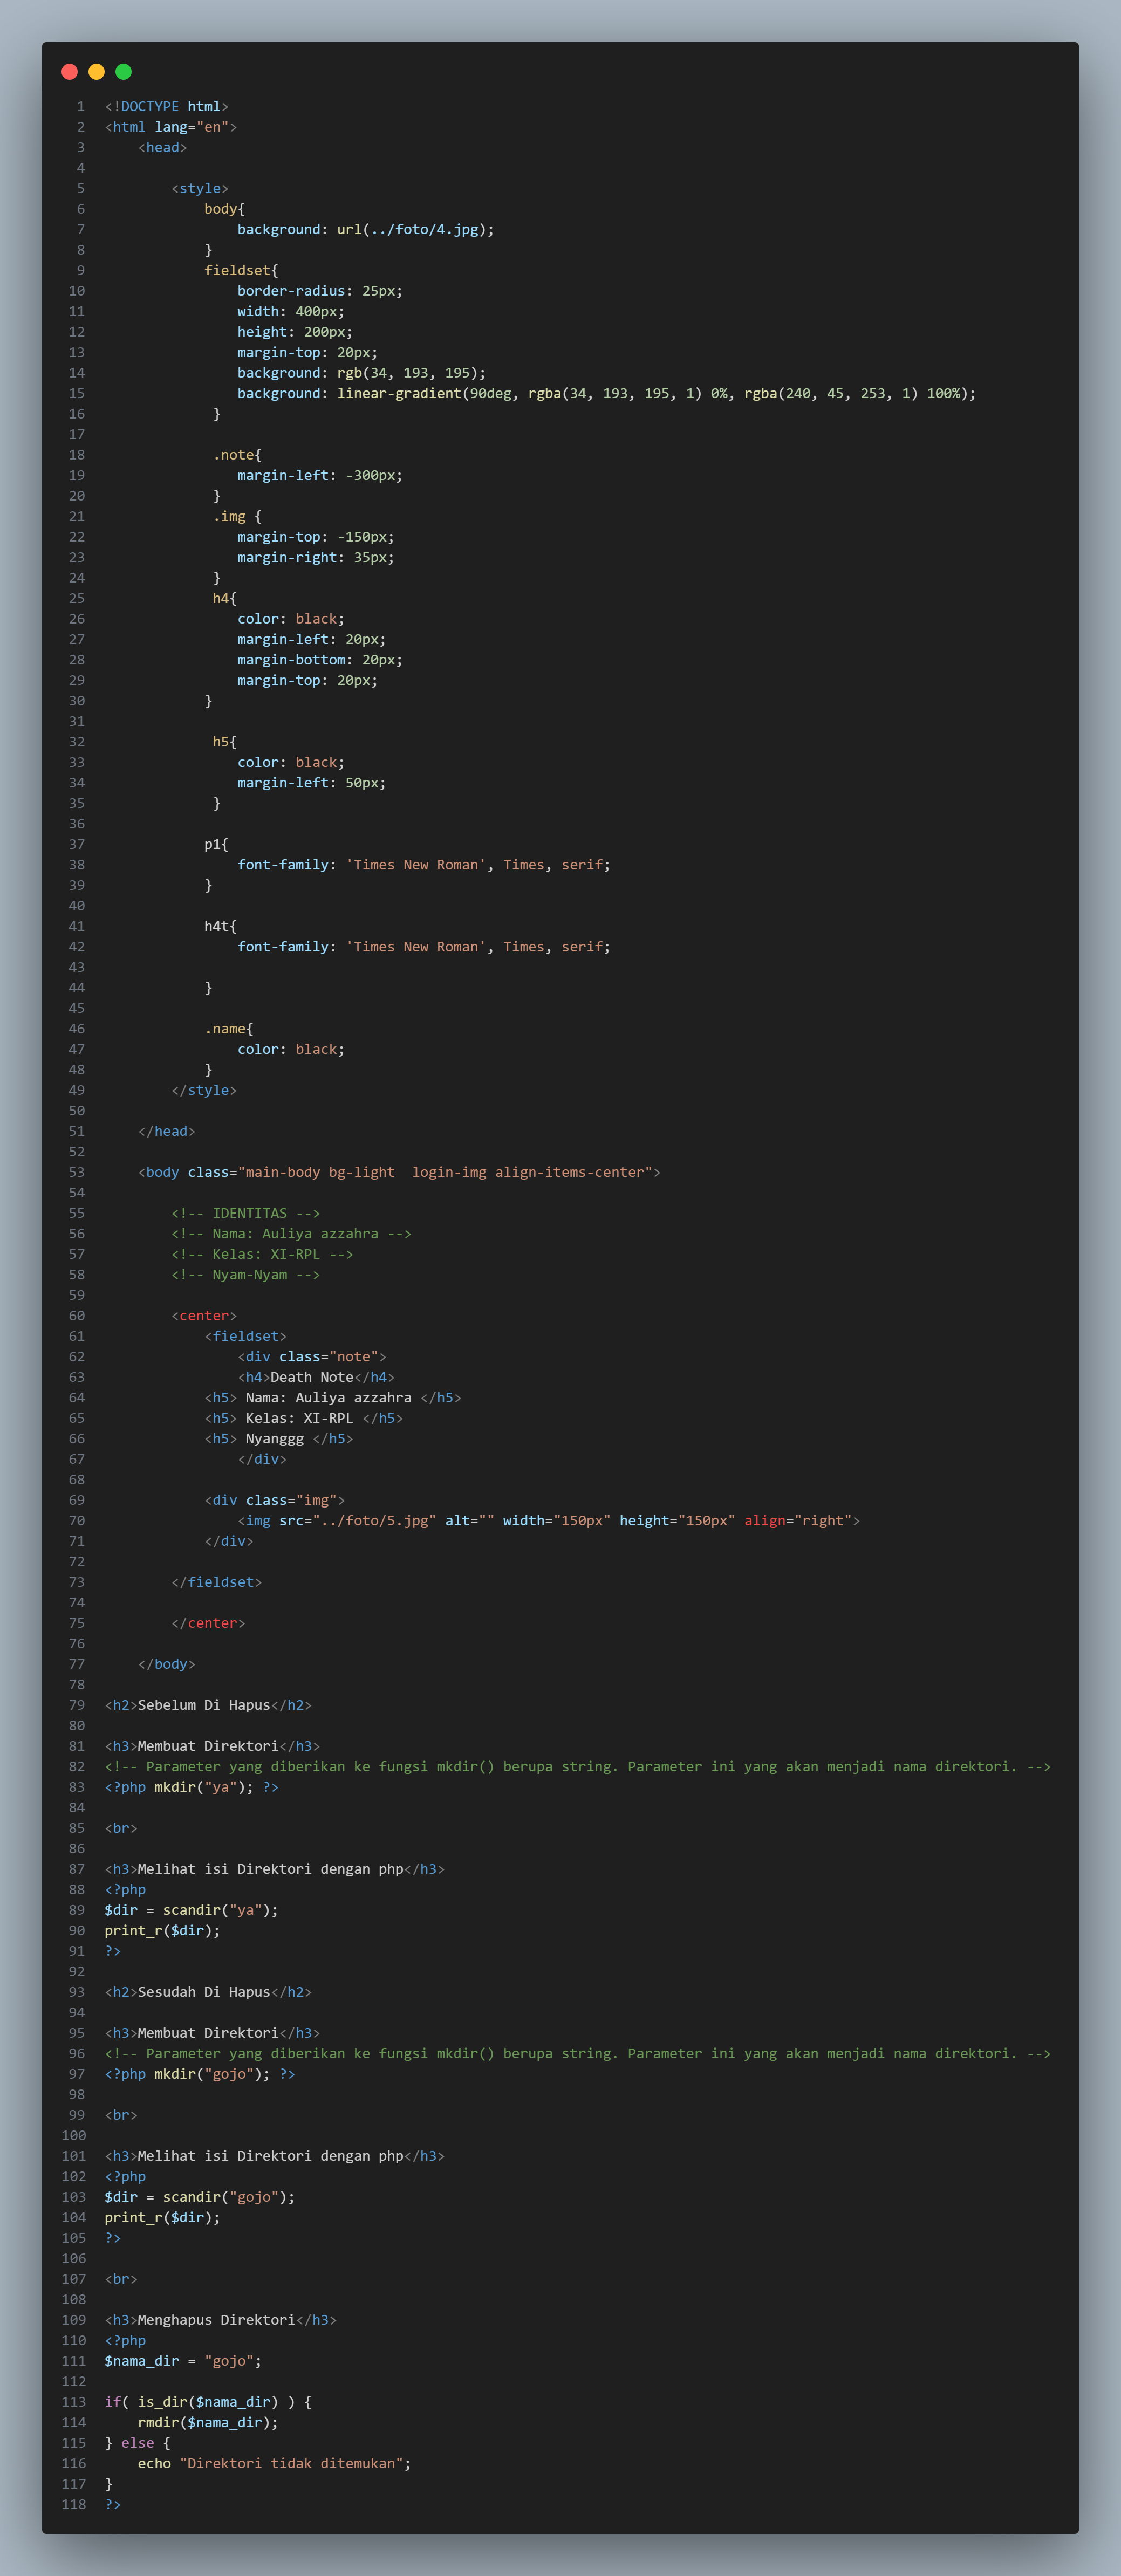 1 <!DOCTYPE html>
2 <html lang="en">
3     <head>
4
5         <style>
6             body{
7                 background: url(../foto/4.jpg);
8             }
9             fieldset{
10                 border-radius: 25px;
11                 width: 400px;
12                 height: 200px;
13                 margin-top: 20px;
14                 background: rgb(34, 193, 195);
15                 background: linear-gradient(90deg, rgba(34, 193, 195, 1) 0%, rgba(240, 45, 253, 1) 100%);
16              }
17
18              .note{
19                 margin-left: -300px;
20              }
21              .img {
22                 margin-top: -150px;
23                 margin-right: 35px;
24              }
25              h4{
26                 color: black;
27                 margin-left: 20px;
28                 margin-bottom: 20px;
29                 margin-top: 20px;
30             }
31
32              h5{
33                 color: black;
34                 margin-left: 50px;
35              }
36
37             p1{
38                 font-family: 'Times New Roman', Times, serif;
39             }
40
41             h4t{
42                 font-family: 'Times New Roman', Times, serif;
43
44             }
45
46             .name{
47                 color: black;
48             }
49         </style>
50
51     </head>
52
53     <body class="main-body bg-light  login-img align-items-center">
54
55         <!-- IDENTITAS -->
56         <!-- Nama: Auliya azzahra -->
57         <!-- Kelas: XI-RPL -->
58         <!-- Nyam-Nyam -->
59
60         <center>
61             <fieldset>
62                 <div class="note">
63                 <h4>Death Note</h4>
64             <h5> Nama: Auliya azzahra </h5>
65             <h5> Kelas: XI-RPL </h5>
66             <h5> Nyanggg </h5>
67                 </div>
68
69             <div class="img">
70                 <img src="../foto/5.jpg" alt="" width="150px" height="150px" align="right">
71             </div>
72
73         </fieldset>
74
75         </center>
76
77     </body>
78
79 <h2>Sebelum Di Hapus</h2>
80
81 <h3>Membuat Direktori</h3>
82 <!-- Parameter yang diberikan ke fungsi mkdir() berupa string. Parameter ini yang akan menjadi nama direktori. -->
83 <?php mkdir("ya"); ?>
84
85 <br>
86
87 <h3>Melihat isi Direktori dengan php</h3>
88 <?php
89 $dir = scandir("ya");
90 print_r($dir);
91 ?>
92
93 <h2>Sesudah Di Hapus</h2>
94
95 <h3>Membuat Direktori</h3>
96 <!-- Parameter yang diberikan ke fungsi mkdir() berupa string. Parameter ini yang akan menjadi nama direktori. -->
97 <?php mkdir("gojo"); ?>
98
99 <br>
100
101 <h3>Melihat isi Direktori dengan php</h3>
102 <?php
103 $dir = scandir("gojo");
104 print_r($dir);
105 ?>
106
107 <br>
108
109 <h3>Menghapus Direktori</h3>
110 <?php
111 $nama_dir = "gojo";
112
113 if( is_dir($nama_dir) ) {
114     rmdir($nama_dir);
115 } else {
116     echo "Direktori tidak ditemukan";
117 }
118 ?>